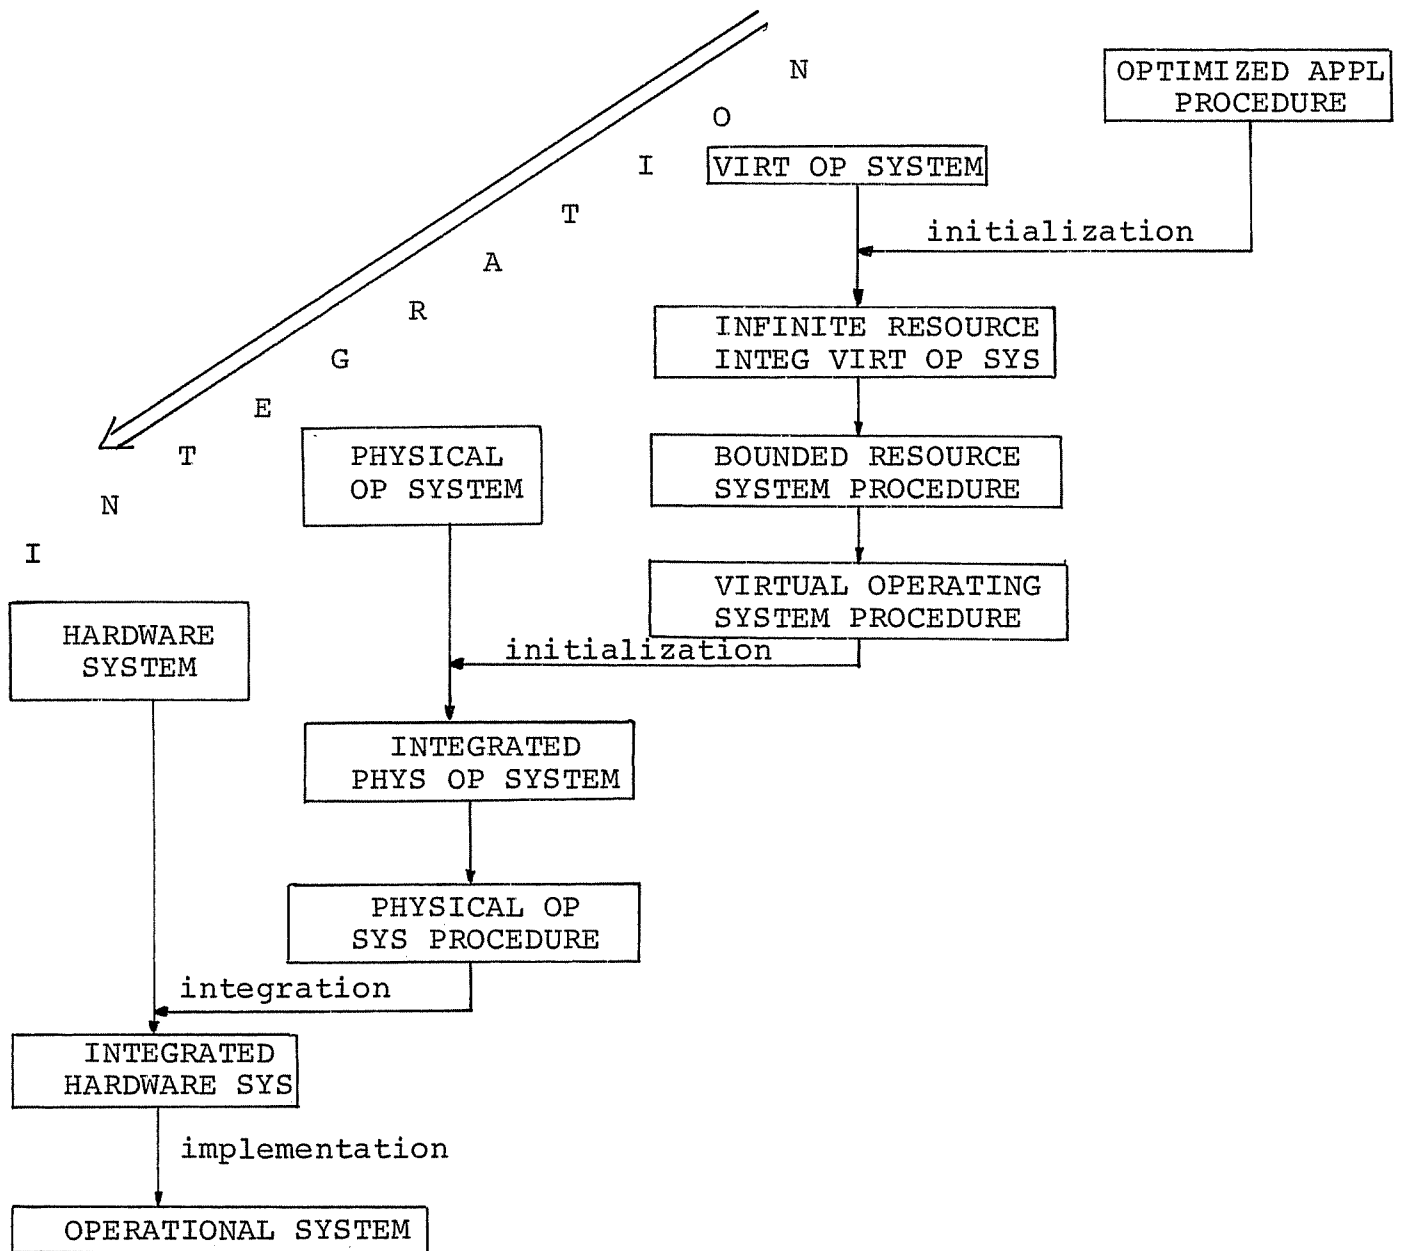 N
OPTIMIZED APPL
PROCEDURE
O
I
VIRT OP SYSTEM
T
initialization
A
R
INFINITE RESOURCE
INTEG VIRT OP SYS
G
E
T
PHYSICAL
OP SYSTEM
BOUNDED RESOURCE
SYSTEM PROCEDURE
N
I
VIRTUAL OPERATING
SYSTEM PROCEDURE
HARDWARE
SYSTEM
initialization
INTEGRATED
PHYS OP SYSTEM
PHYSICAL OP
SYS PROCEDURE
integration
INTEGRATED
HARDWARE SYS
implementation
OPERATIONAL SYSTEM